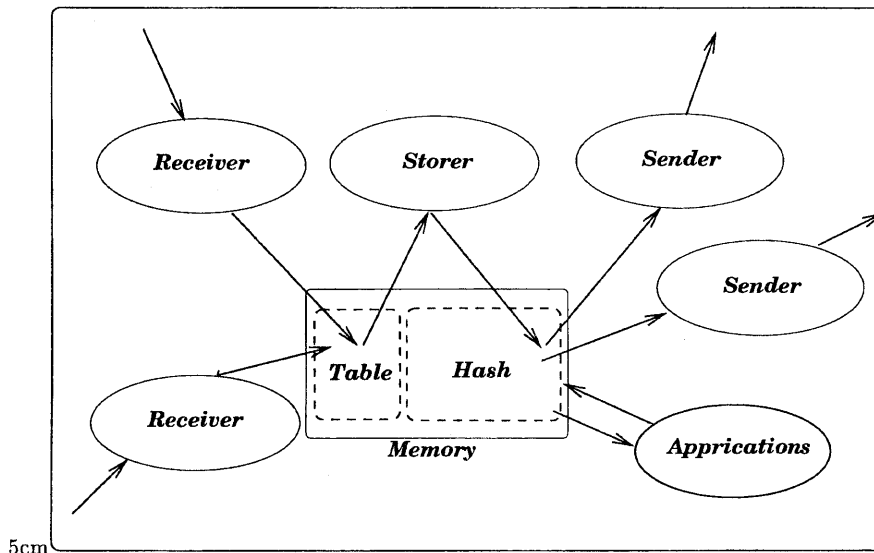 Receiver
Storer
Sender
Sender
Table
Hash
Receiver
Memory
Apprications
5cm